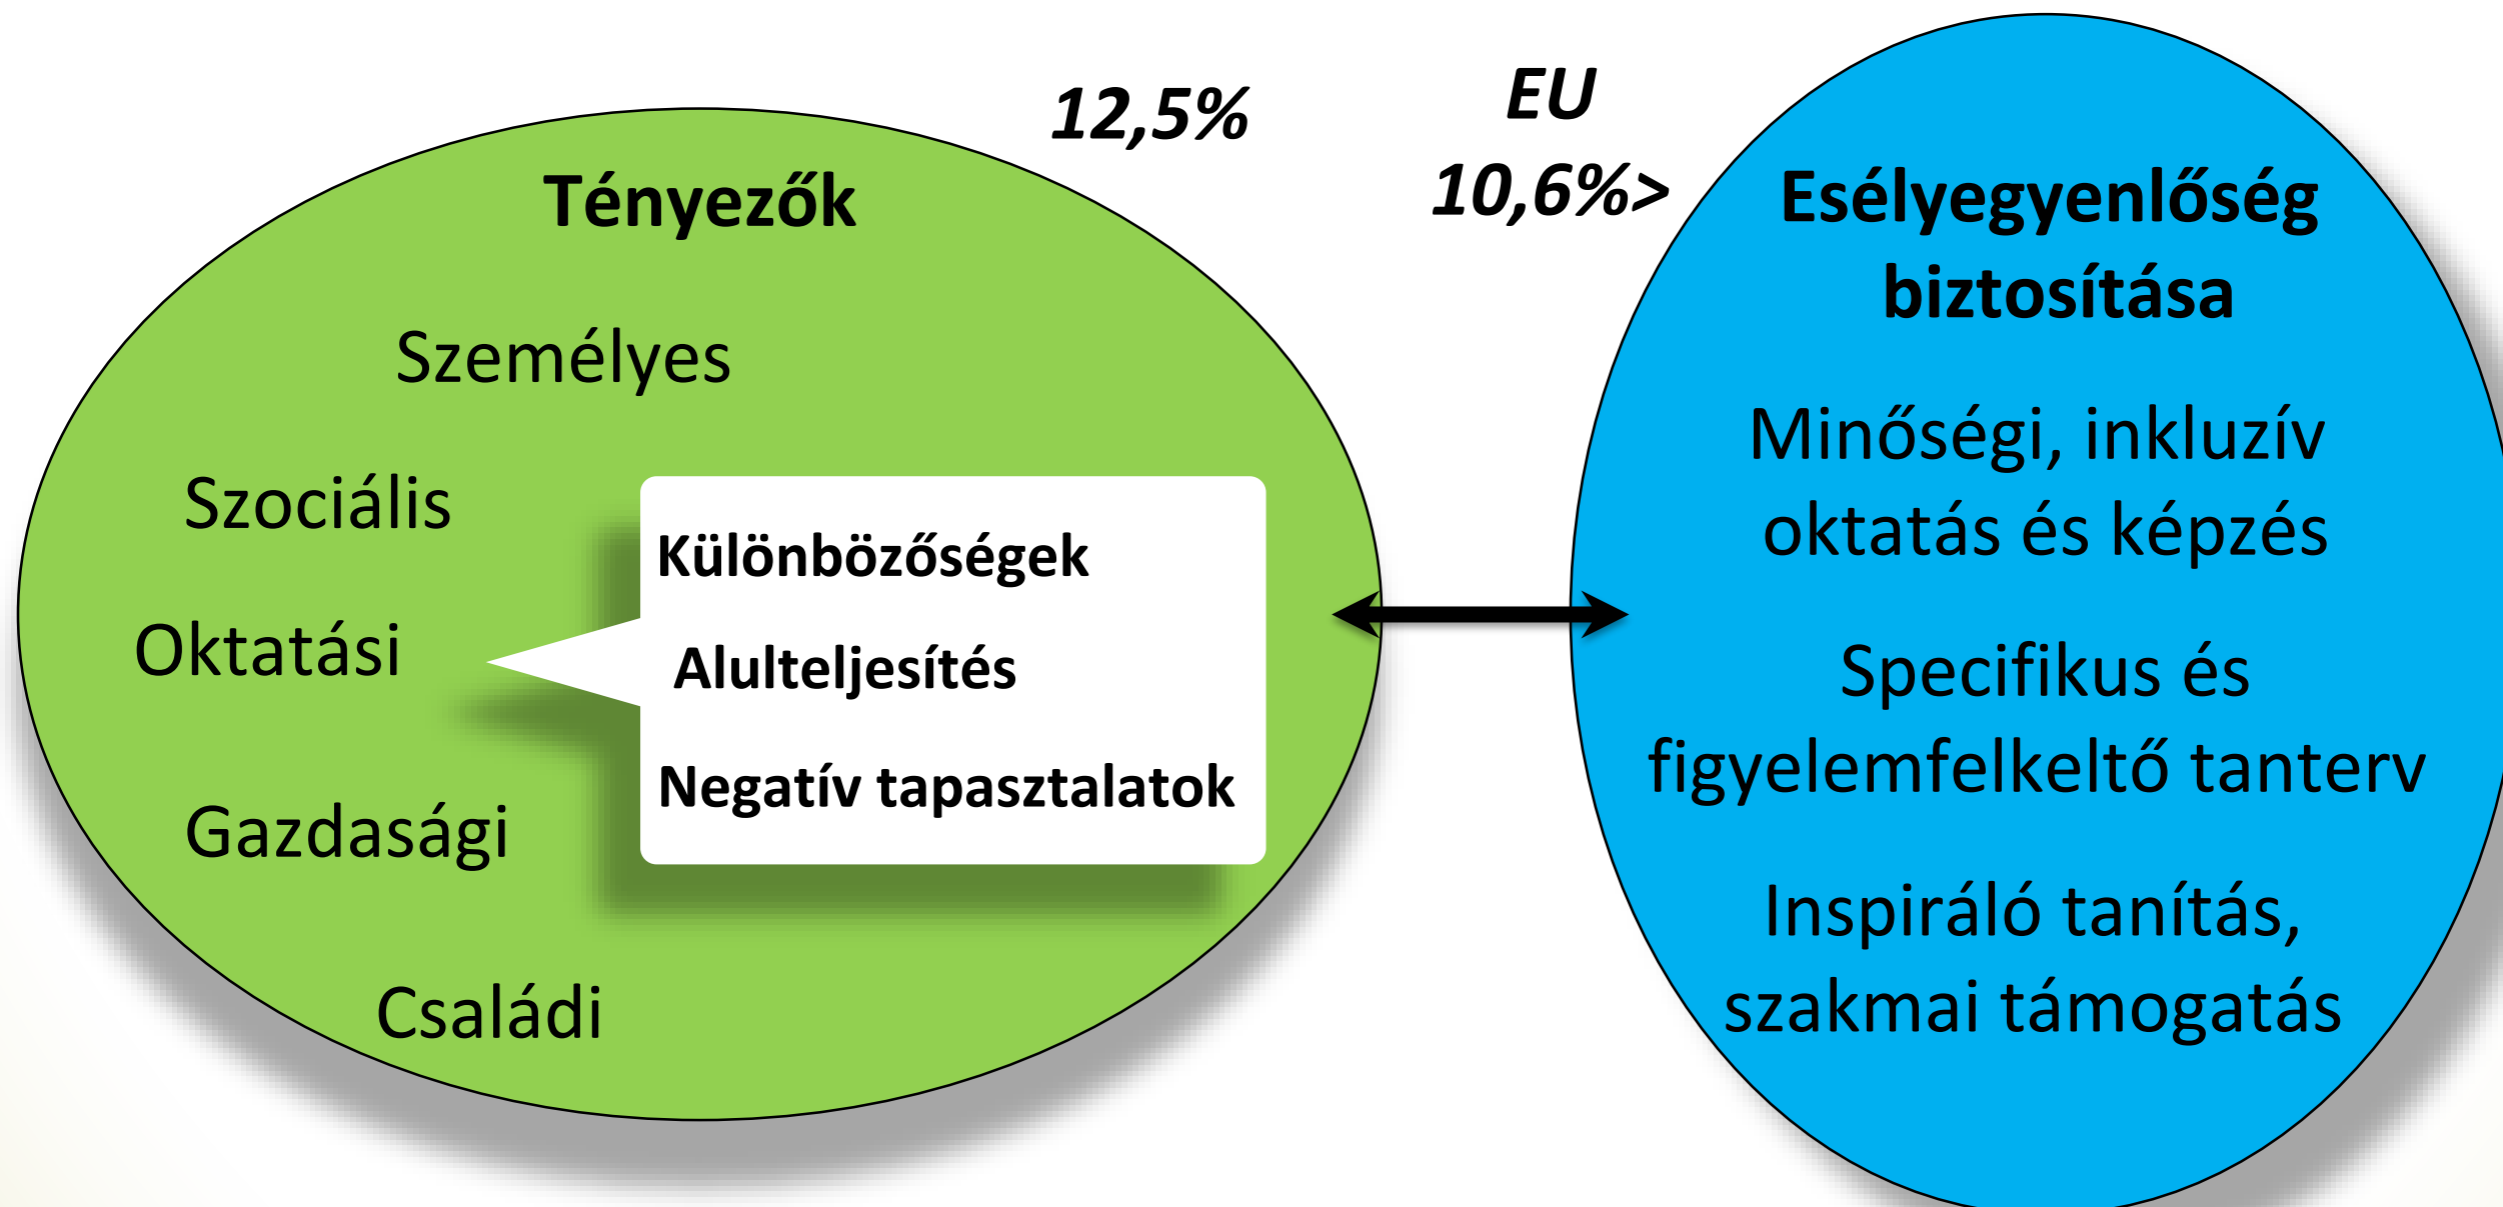 12,5%
EU
10,6%>
Tényezők
Személyes
Szociális
Oktatási
Gazdasági
Családi
Különbözőségek
Alulteljesítés
Negatív tapasztalatok
Esélyegyenlőség
biztosítása
Minőségi, inkluzív
oktatás és képzés
Specifikus és
figyelemfelkeltő tanterv
Inspiráló tanítás,
szakmai támogatás